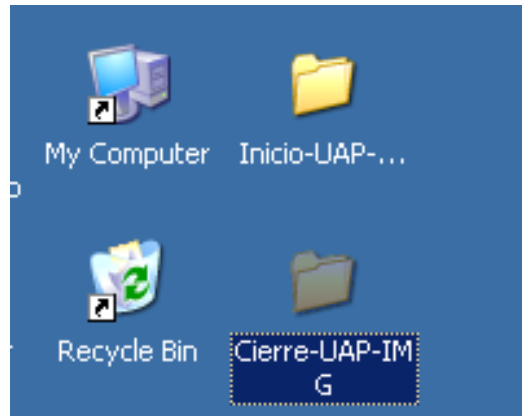 My Computer
Inicio-UAP-...
Recycle Bin
Cierre-UAP-IM
G